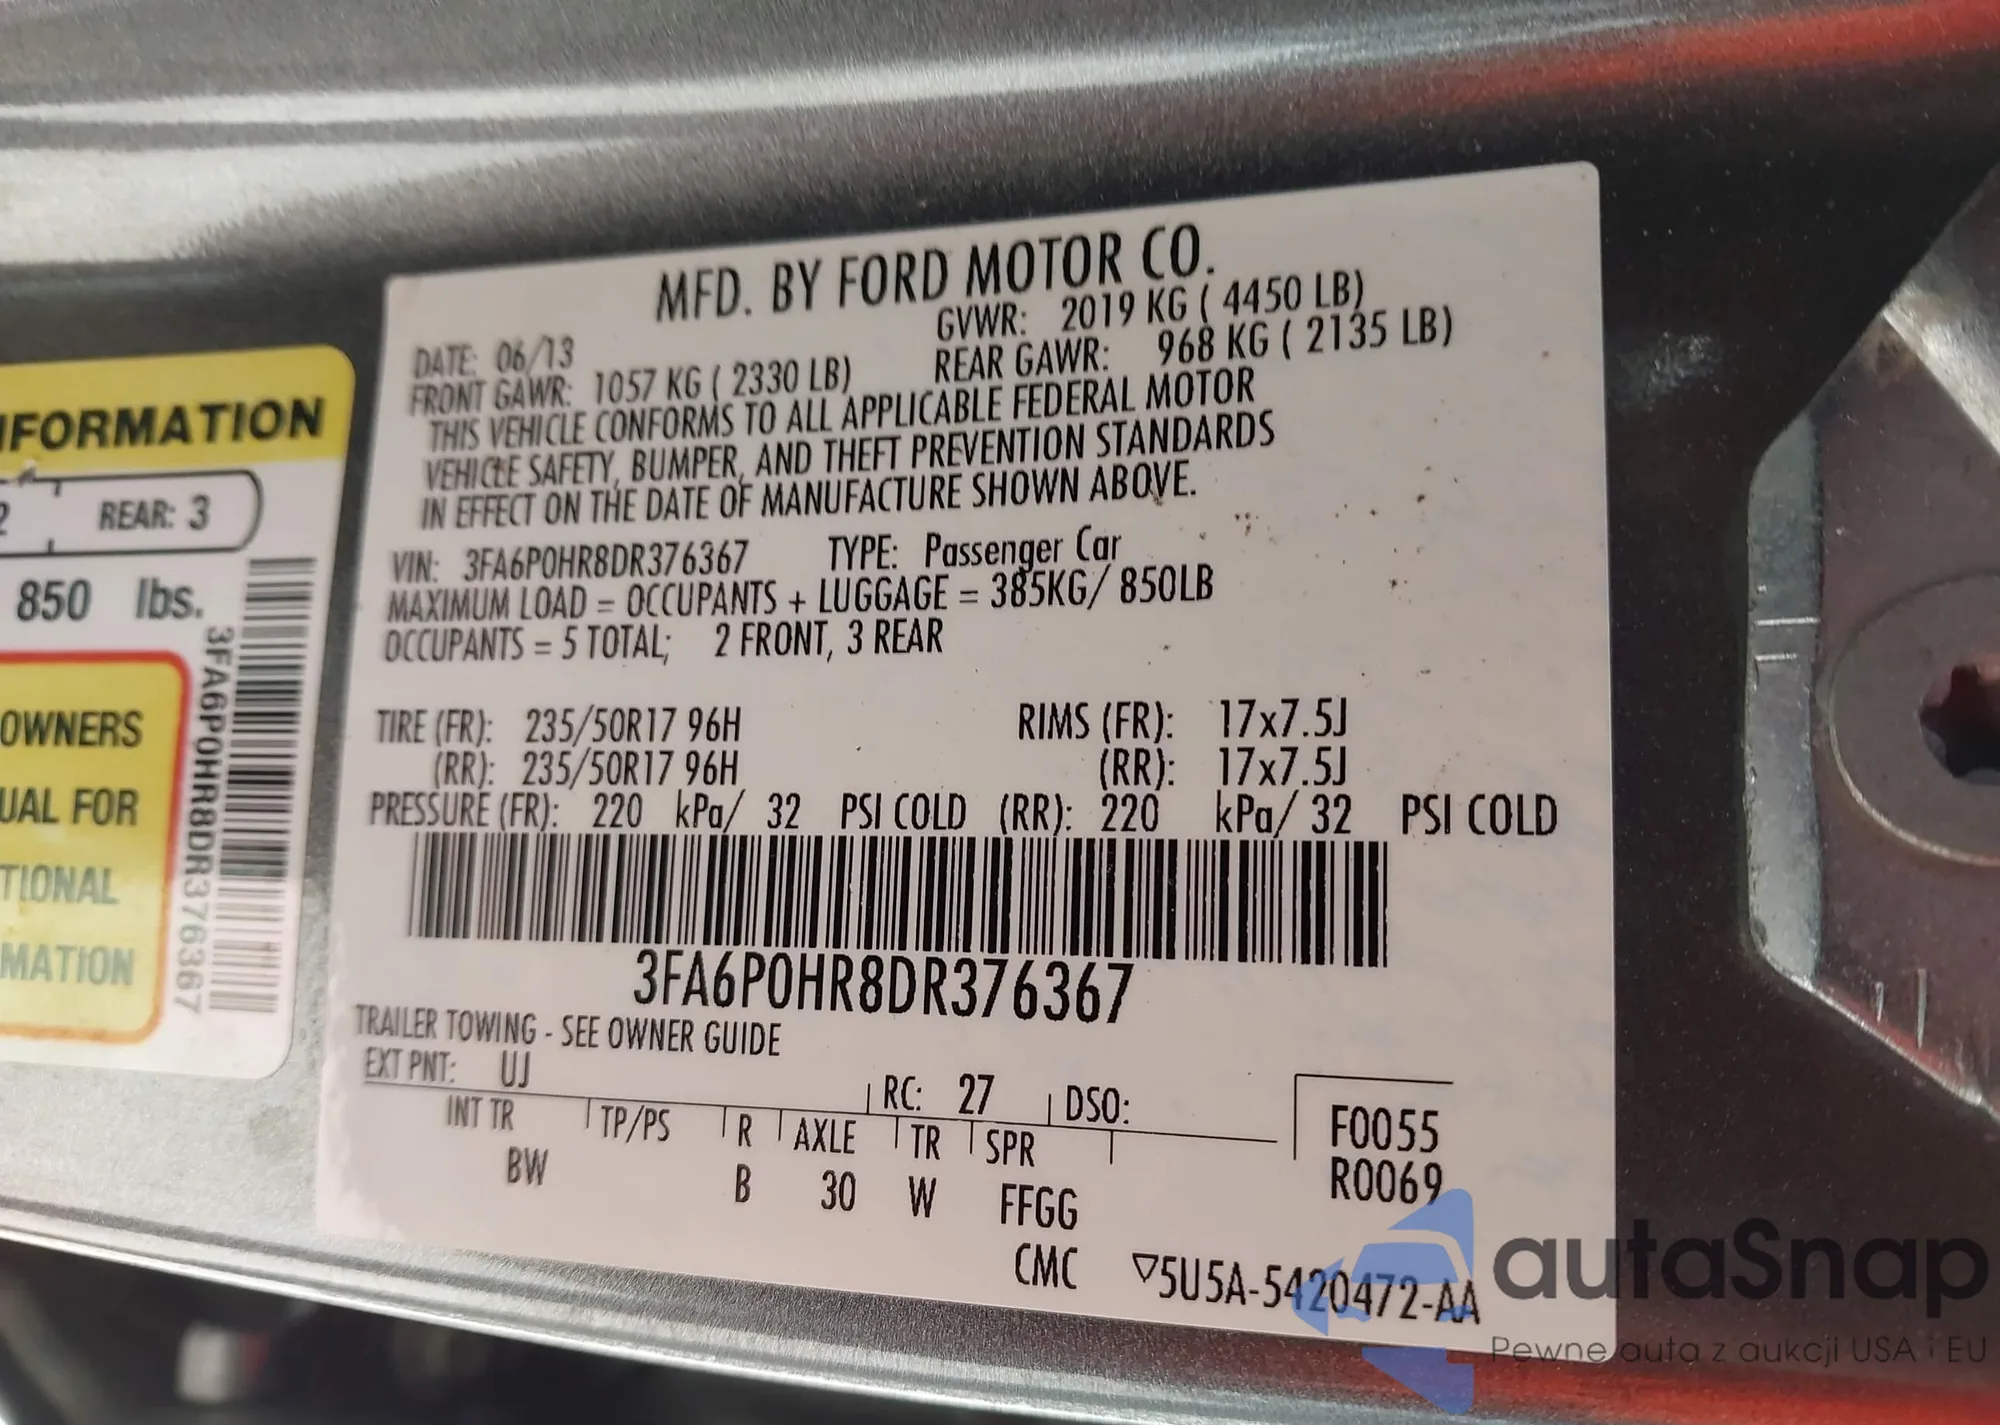 MFD. BY FORD MOTOR CO.
DATE: 06/13 GVWR: 2019 KG ( 4450 LB)
FRONT GAWR: 1057 KG ( 2330 LB) REAR GAWR: 968 KG ( 2135 LB)
THIS VEHICLE CONFORMS TO ALL APPLICABLE FEDERAL MOTOR
VEHICLE SAFETY, BUMPER, AND THEFT PREVENTION STANDARDS
IN EFFECT ON THE DATE OF MANUFACTURE SHOWN ABOVE.
VIN: 3FA6P0HR8DR376367 TYPE: Passenger Car
MAXIMUM LOAD = OCCUPANTS + LUGGAGE = 385KG/ 850LB
OCCUPANTS = 5 TOTAL; 2 FRONT, 3 REAR
TIRE (FR): 235/50R17 96H RIMS (FR): 17x7.5J
(RR): 235/50R17 96H (RR): 17x7.5J
PRESSURE (FR): 220 kPa/ 32 PSI COLD (RR): 220 kPa/ 32 PSI COLD
3FA6P0HR8DR376367
TRAILER TOWING - SEE OWNER GUIDE
EXT PNT: UJ RC: 27 DSO:
INT TR TP/PS R AXLE TR SPR F0055
BW B 30 W FFGG R0069
CMC ▽5U5A-5420472-AA
NFORMATION
2 REAR: 3
850 lbs.
OWNERS
UAL FOR
TIONAL
MATION
3FA6P0HR8DR376367
autaSnap
Pewne auta z aukcji USA i EU